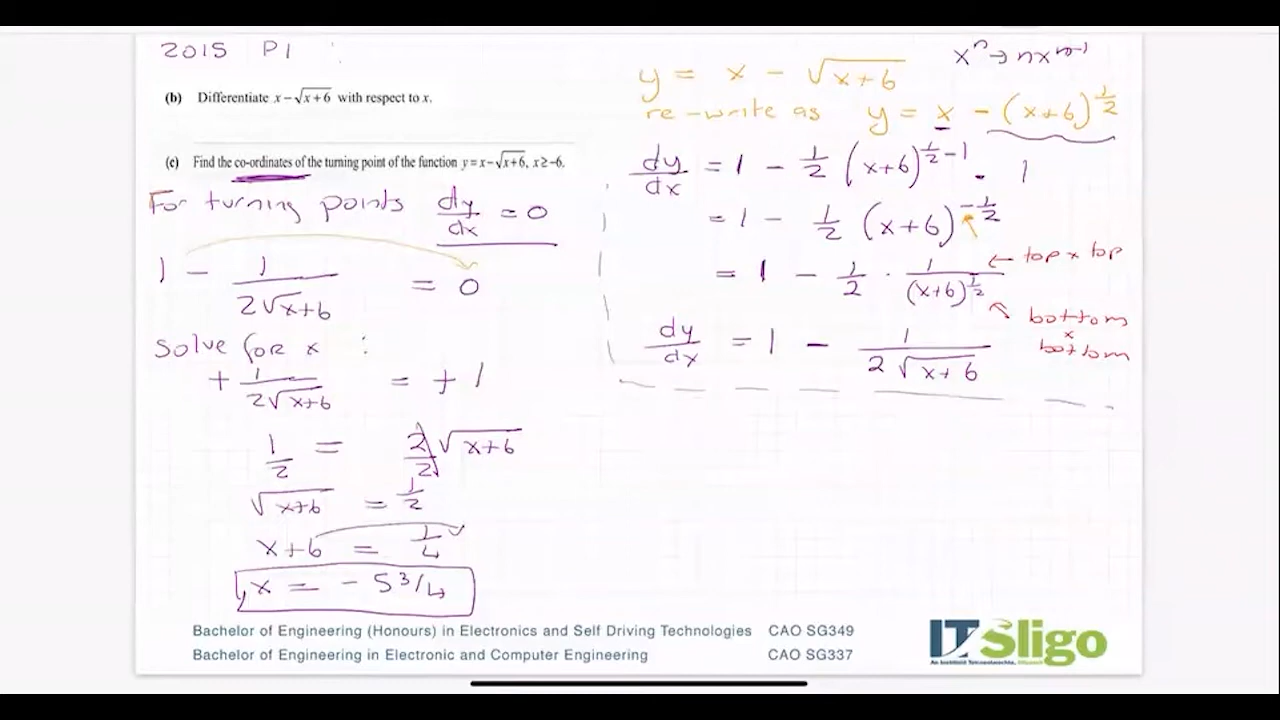 2015 P1
(b) Differentiate x − √x+6 with respect to x.
(c) Find the co-ordinates of the turning point of the function y = x − √x+6, x ≥ −6.
For turning points dy/dx = 0
1 − 1/2√x+6 = 0
Solve for x :
+ 1/2√x+6 = + 1
1/2 = 2/2 √x+6
√x+6 = 1/2
x+6 = 1/4
x = − 5 3/4
x^n → nx^n-1
y = x − √x+6
re-write as y = x − (x+6)^1/2
dy/dx = 1 − 1/2 (x+6)^1/2 − 1 . 1
= 1 − 1/2 (x+6)^−1/2
= 1 − 1/2 · 1/(x+6)^1/2 ← top x top
bottom
x
bottom
dy/dx = 1 − 1/2√x+6
Bachelor of Engineering (Honours) in Electronics and Self Driving Technologies CAO SG349
Bachelor of Engineering in Electronic and Computer Engineering CAO SG337
IT Sligo